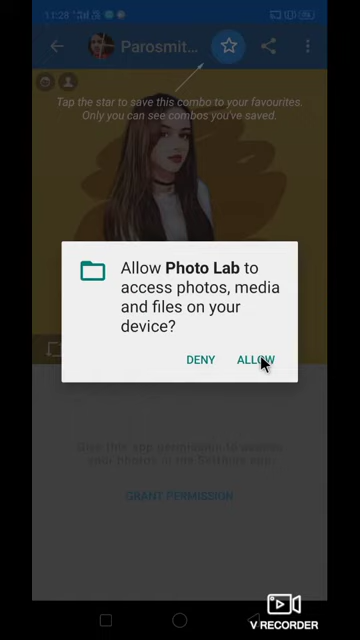 11:28
Parosmit...
Tap the star to save this combo to your favourites.
Only you can see combos you've saved.
Allow Photo Lab to
access photos, media
and files on your
device?
DENY ALLOW
Give this app permission to access
your photos in the Settings app.
GRANT PERMISSION
V RECORDER